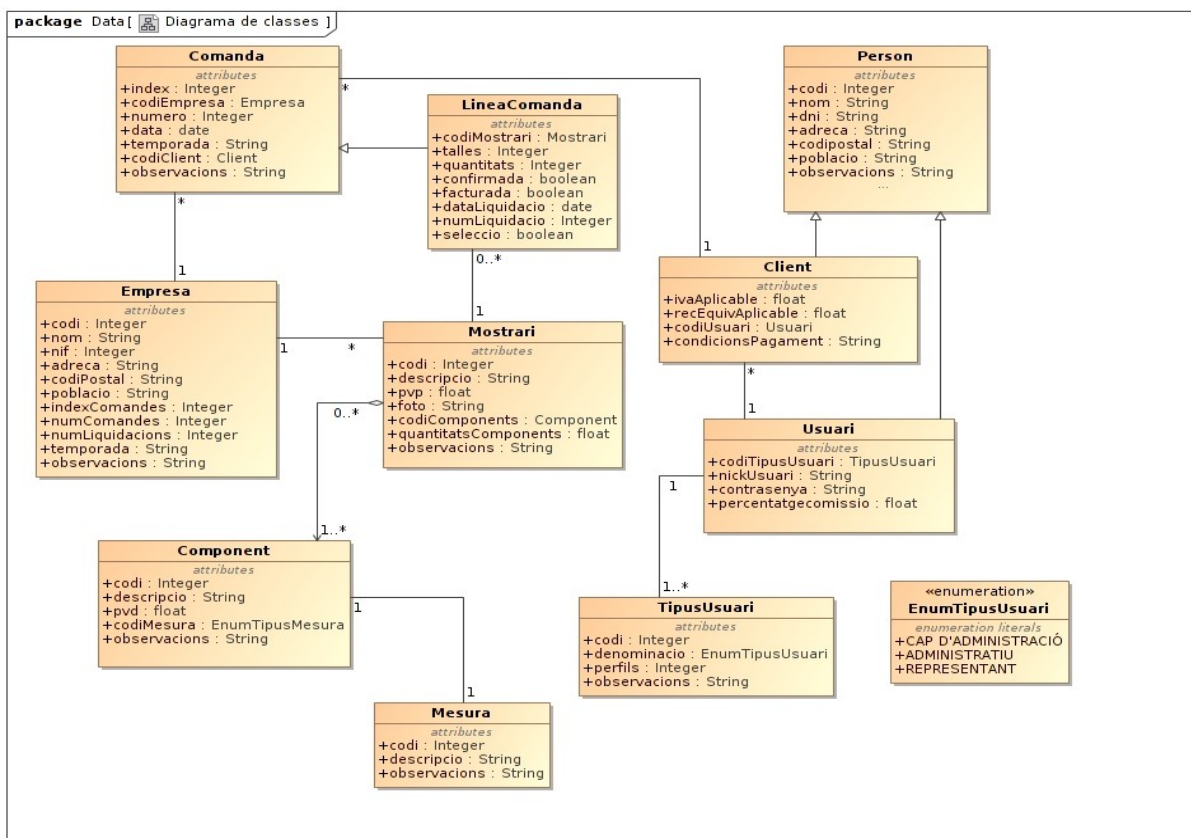 package Data [ Diagrama de classes ]
Comanda
attributes
+index : Integer
+codiEmpresa : Empresa
+numero : Integer
+data : date
+temporada : String
+codiClient : Client
+observacions : String
*
*
1
LineaComanda
attributes
+codiMostrari : Mostrari
+talles : Integer
+quantitats : Integer
+confirmada : boolean
+facturada : boolean
+dataLiquidacio : date
+numLiquidacio : Integer
+seleccio : boolean
0..*
1
Person
attributes
+codi : Integer
+nom : String
+dni : String
+adreca : String
+codipostal : String
+poblacio : String
+observacions : String
...
1
Client
attributes
+ivaAplicable : float
+recEquivAplicable : float
+codiUsuari : Usuari
+condicionsPagament : String
*
1
Empresa
attributes
+codi : Integer
+nom : String
+nif : Integer
+adreca : String
+codiPostal : String
+poblacio : String
+indexComandes : Integer
+numComandes : Integer
+numLiquidacions : Integer
+temporada : String
+observacions : String
1
*
Mostrari
attributes
+codi : Integer
+descripcio : String
+pvp : float
+foto : String
+codiComponents : Component
+quantitatsComponents : float
+observacions : String
0..*
1..*
Usuari
attributes
+codiTipusUsuari : TipusUsuari
+nickUsuari : String
+contrasenya : String
+percentatgecomissio : float
1
1..*
Component
attributes
+codi : Integer
+descripcio : String
+pvd : float
+codiMesura : EnumTipusMesura
+observacions : String
1
1
TipusUsuari
attributes
+codi : Integer
+denominacio : EnumTipusUsuari
+perfils : Integer
+observacions : String
«enumeration»
EnumTipusUsuari
enumeration literals
+CAP D'ADMINISTRACIÓ
+ADMINISTRATIU
+REPRESENTANT
Mesura
attributes
+codi : Integer
+descripcio : String
+observacions : String